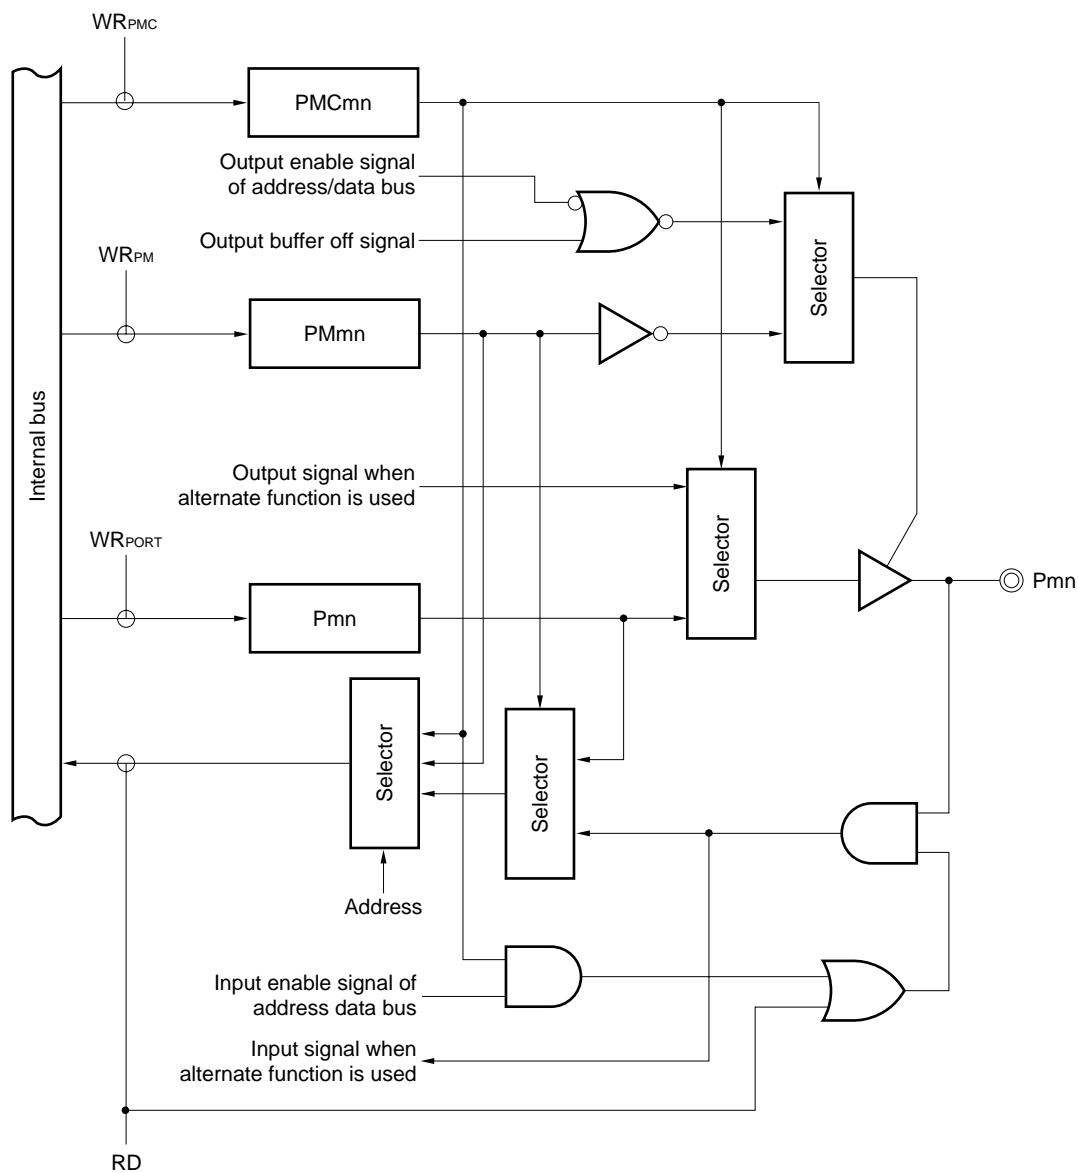 WRPMC
PMCmn
Output enable signal
of address/data bus
Output buffer off signal
Selector
WRPM
PMmn
Internal bus
Output signal when
alternate function is used
Selector
WRPORT
Pmn
Pmn
Selector
Selector
Address
Input enable signal of
address data bus
Input signal when
alternate function is used
RD